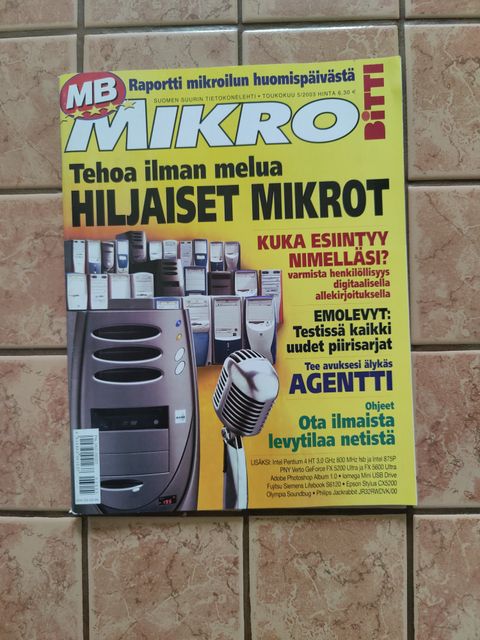 MB
Raportti mikroilun huomispäivästä
SUOMEN SUURIN TIETOKONELEHTI • TOUKOKUU 5/2003 HINTA 6,30 €
MIKRO
BiTTi
Tehoa ilman melua
HILJAISET MIKROT
KUKA ESIINTYY
NIMELLÄSI?
varmista henkilöllisyys
digitaalisella
allekirjoituksella
EMOLEVYT:
Testissä kaikki
uudet piirisarjat
Tee avuksesi älykäs
AGENTTI
Ohjeet
Ota ilmaista
levytilaa netistä
LISÄKSI: Intel Pentium 4 HT 3,0 GHz 800 MHz fsb ja Intel 875P
PNY Verto GeForce FX 5200 Ultra ja FX 5600 Ultra
Adobe Photoshop Album 1.0 • Iomega Mini USB Drive
Fujitsu Siemens Lifebook S6120 • Epson Stylus CX5200
Olympia Soundbug • Philips Jackrabbit JR32RWDVK/00